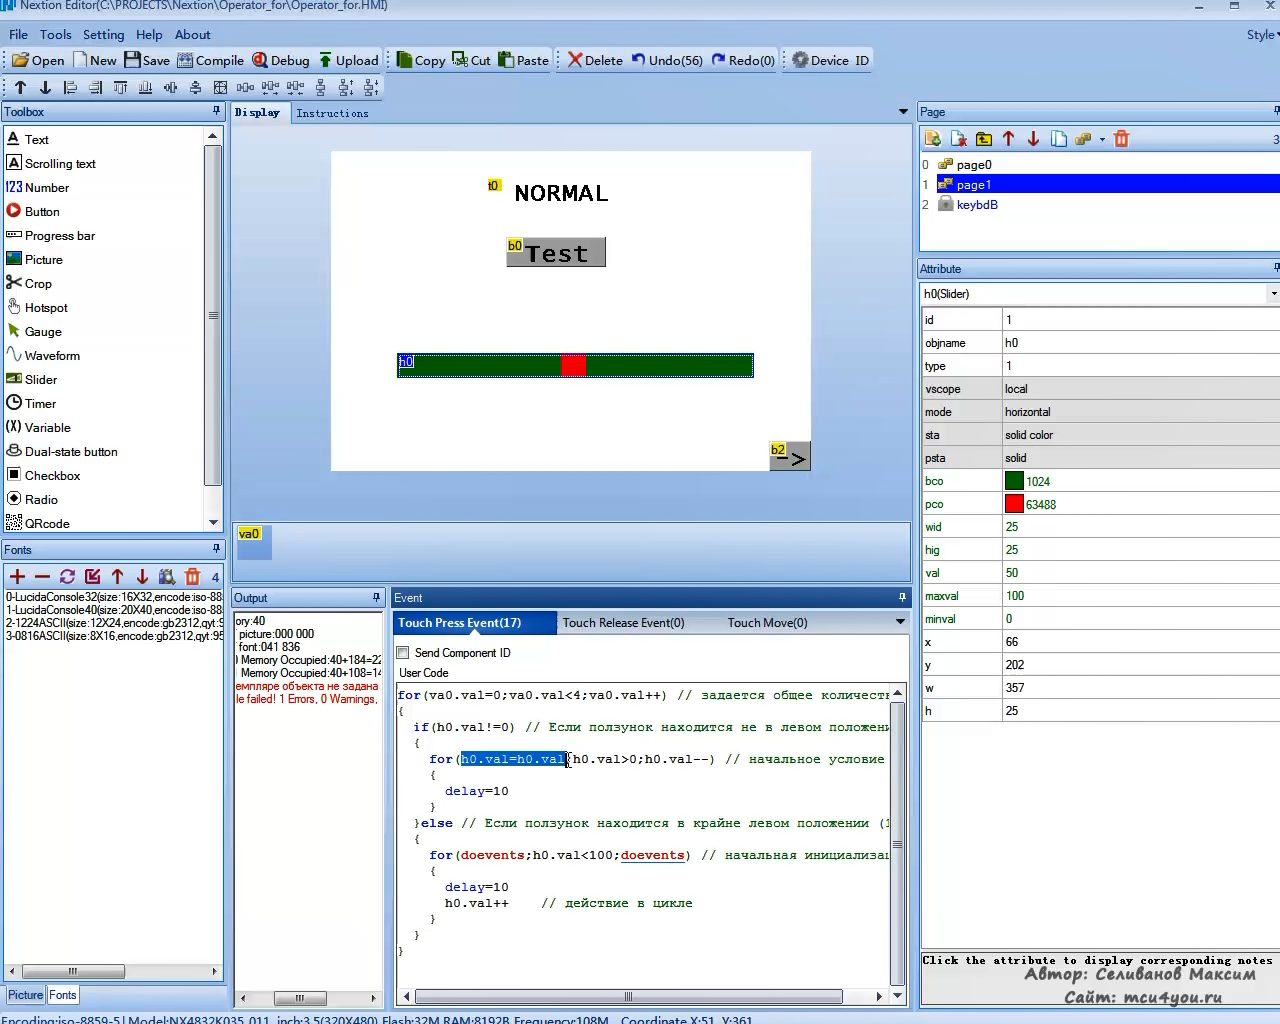 Nextion Editor(C:\PROJECTS\Nextion\Operator_for\Operator_for.HMI)
File Tools Setting Help About
Style
Open New Save Compile Debug Upload Copy Cut Paste Delete Undo(56) Redo(0) Device ID
Toolbox
Text
Scrolling text
123 Number
Button
Progress bar
Picture
Crop
Hotspot
Gauge
Waveform
Slider
Timer
(X) Variable
Dual-state button
Checkbox
Radio
QRcode
Display Instructions
t0 NORMAL
b0 Test
h0
b2 ->
va0
Page
3
0 page0
1 page1
2 keybdB
Attribute
h0(Slider)
id 1
objname h0
type 1
vscope local
mode horizontal
sta solid color
psta solid
bco 1024
pco 63488
wid 25
hig 25
val 50
maxval 100
minval 0
x 66
y 202
w 357
h 25
Click the attribute to display corresponding notes
Автор: Селиванов Максим
Сайт: mcu4you.ru
Fonts
4
0-LucidaConsole32(size:16X32,encode:iso-88
1-LucidaConsole40(size:20X40,encode:iso-88
2-1224ASCII(size:12X24,encode:gb2312,qyt:95
3-0816ASCII(size:8X16,encode:gb2312,qyt:95
Picture Fonts
Output
ory:40
picture:000 000
font:041 836
) Memory Occupied:40+184=22
Memory Occupied:40+108=14
емпляре объекта не задана
le failed! 1 Errors, 0 Warnings,
Event
Touch Press Event(17) Touch Release Event(0) Touch Move(0)
Send Component ID
User Code
for(va0.val=0;va0.val<4;va0.val++) // задается общее количеств
{
if(h0.val!=0) // Если ползунок находится не в левом положени
{
for(h0.val=h0.val;h0.val>0;h0.val--) // начальное условие
{
delay=10
}
}else // Если ползунок находится в крайне левом положении (1
{
for(doevents;h0.val<100;doevents) // начальная инициализац
{
delay=10
h0.val++ // действие в цикле
}
}
}
Encoding:iso-8859-5 Model:NX4832K035_011 inch:3.5(320X480) Flash:32M RAM:8192B Frequency:108M Coordinate X:51 Y:361